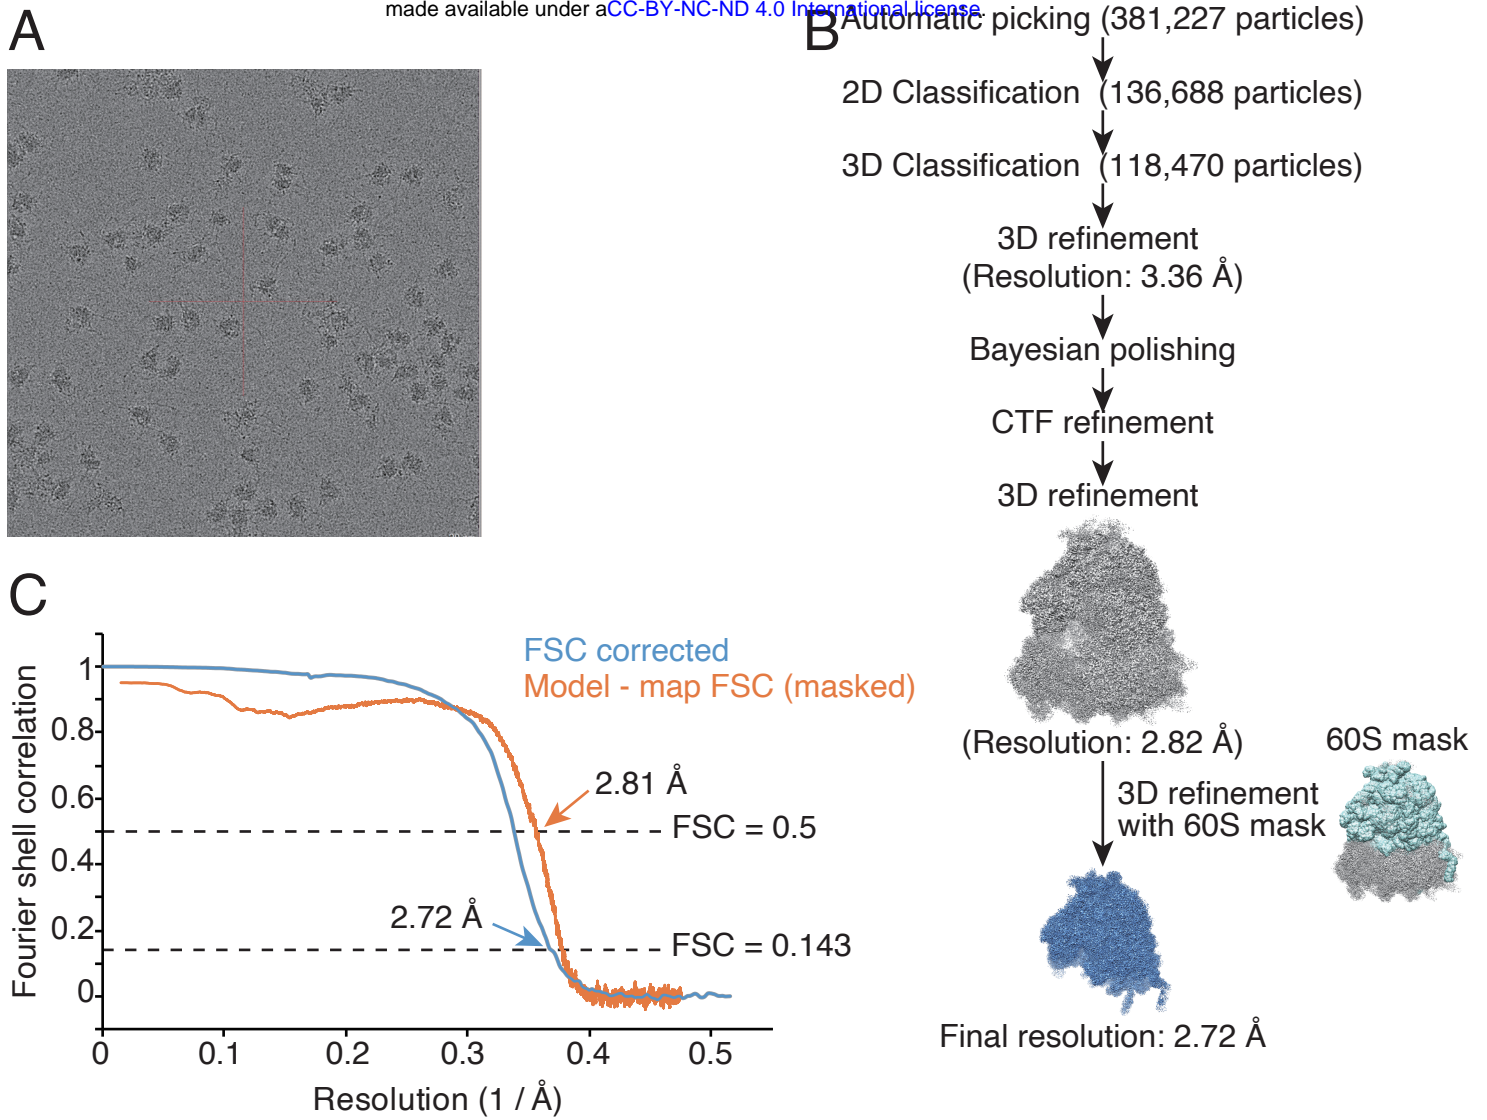 made available under aCC-BY-NC-ND 4.0 International license.
A
B
Automatic picking (381,227 particles)
2D Classification (136,688 particles)
3D Classification (118,470 particles)
3D refinement
(Resolution: 3.36 Å)
Bayesian polishing
CTF refinement
3D refinement
(Resolution: 2.82 Å)
3D refinement
with 60S mask
60S mask
Final resolution: 2.72 Å
C
FSC corrected
Model - map FSC (masked)
2.81 Å
FSC = 0.5
2.72 Å
FSC = 0.143
Fourier shell correlation
1
0.8
0.6
0.4
0.2
0
0 0.1 0.2 0.3 0.4 0.5
Resolution (1 / Å)